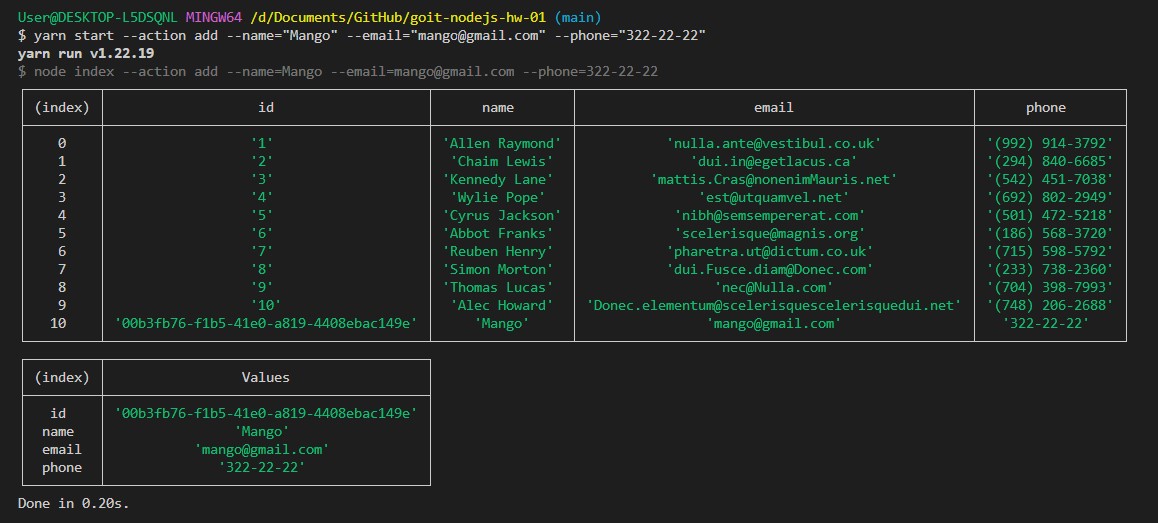 User@DESKTOP-L5DSQNL MINGW64 /d/Documents/GitHub/goit-nodejs-hw-01 (main)
$ yarn start --action add --name="Mango" --email="mango@gmail.com" --phone="322-22-22"
yarn run v1.22.19
$ node index --action add --name=Mango --email=mango@gmail.com --phone=322-22-22
(index) id name email phone
0 '1' 'Allen Raymond' 'nulla.ante@vestibul.co.uk' '(992) 914-3792'
1 '2' 'Chaim Lewis' 'dui.in@egetlacus.ca' '(294) 840-6685'
2 '3' 'Kennedy Lane' 'mattis.Cras@nonenimMauris.net' '(542) 451-7038'
3 '4' 'Wylie Pope' 'est@utquamvel.net' '(692) 802-2949'
4 '5' 'Cyrus Jackson' 'nibh@semsempererat.com' '(501) 472-5218'
5 '6' 'Abbot Franks' 'scelerisque@magnis.org' '(186) 568-3720'
6 '7' 'Reuben Henry' 'pharetra.ut@dictum.co.uk' '(715) 598-5792'
7 '8' 'Simon Morton' 'dui.Fusce.diam@Donec.com' '(233) 738-2360'
8 '9' 'Thomas Lucas' 'nec@Nulla.com' '(704) 398-7993'
9 '10' 'Alec Howard' 'Donec.elementum@scelerisquescelerisquedui.net' '(748) 206-2688'
10 '00b3fb76-f1b5-41e0-a819-4408ebac149e' 'Mango' 'mango@gmail.com' '322-22-22'
(index) Values
id '00b3fb76-f1b5-41e0-a819-4408ebac149e'
name 'Mango'
email 'mango@gmail.com'
phone '322-22-22'
Done in 0.20s.